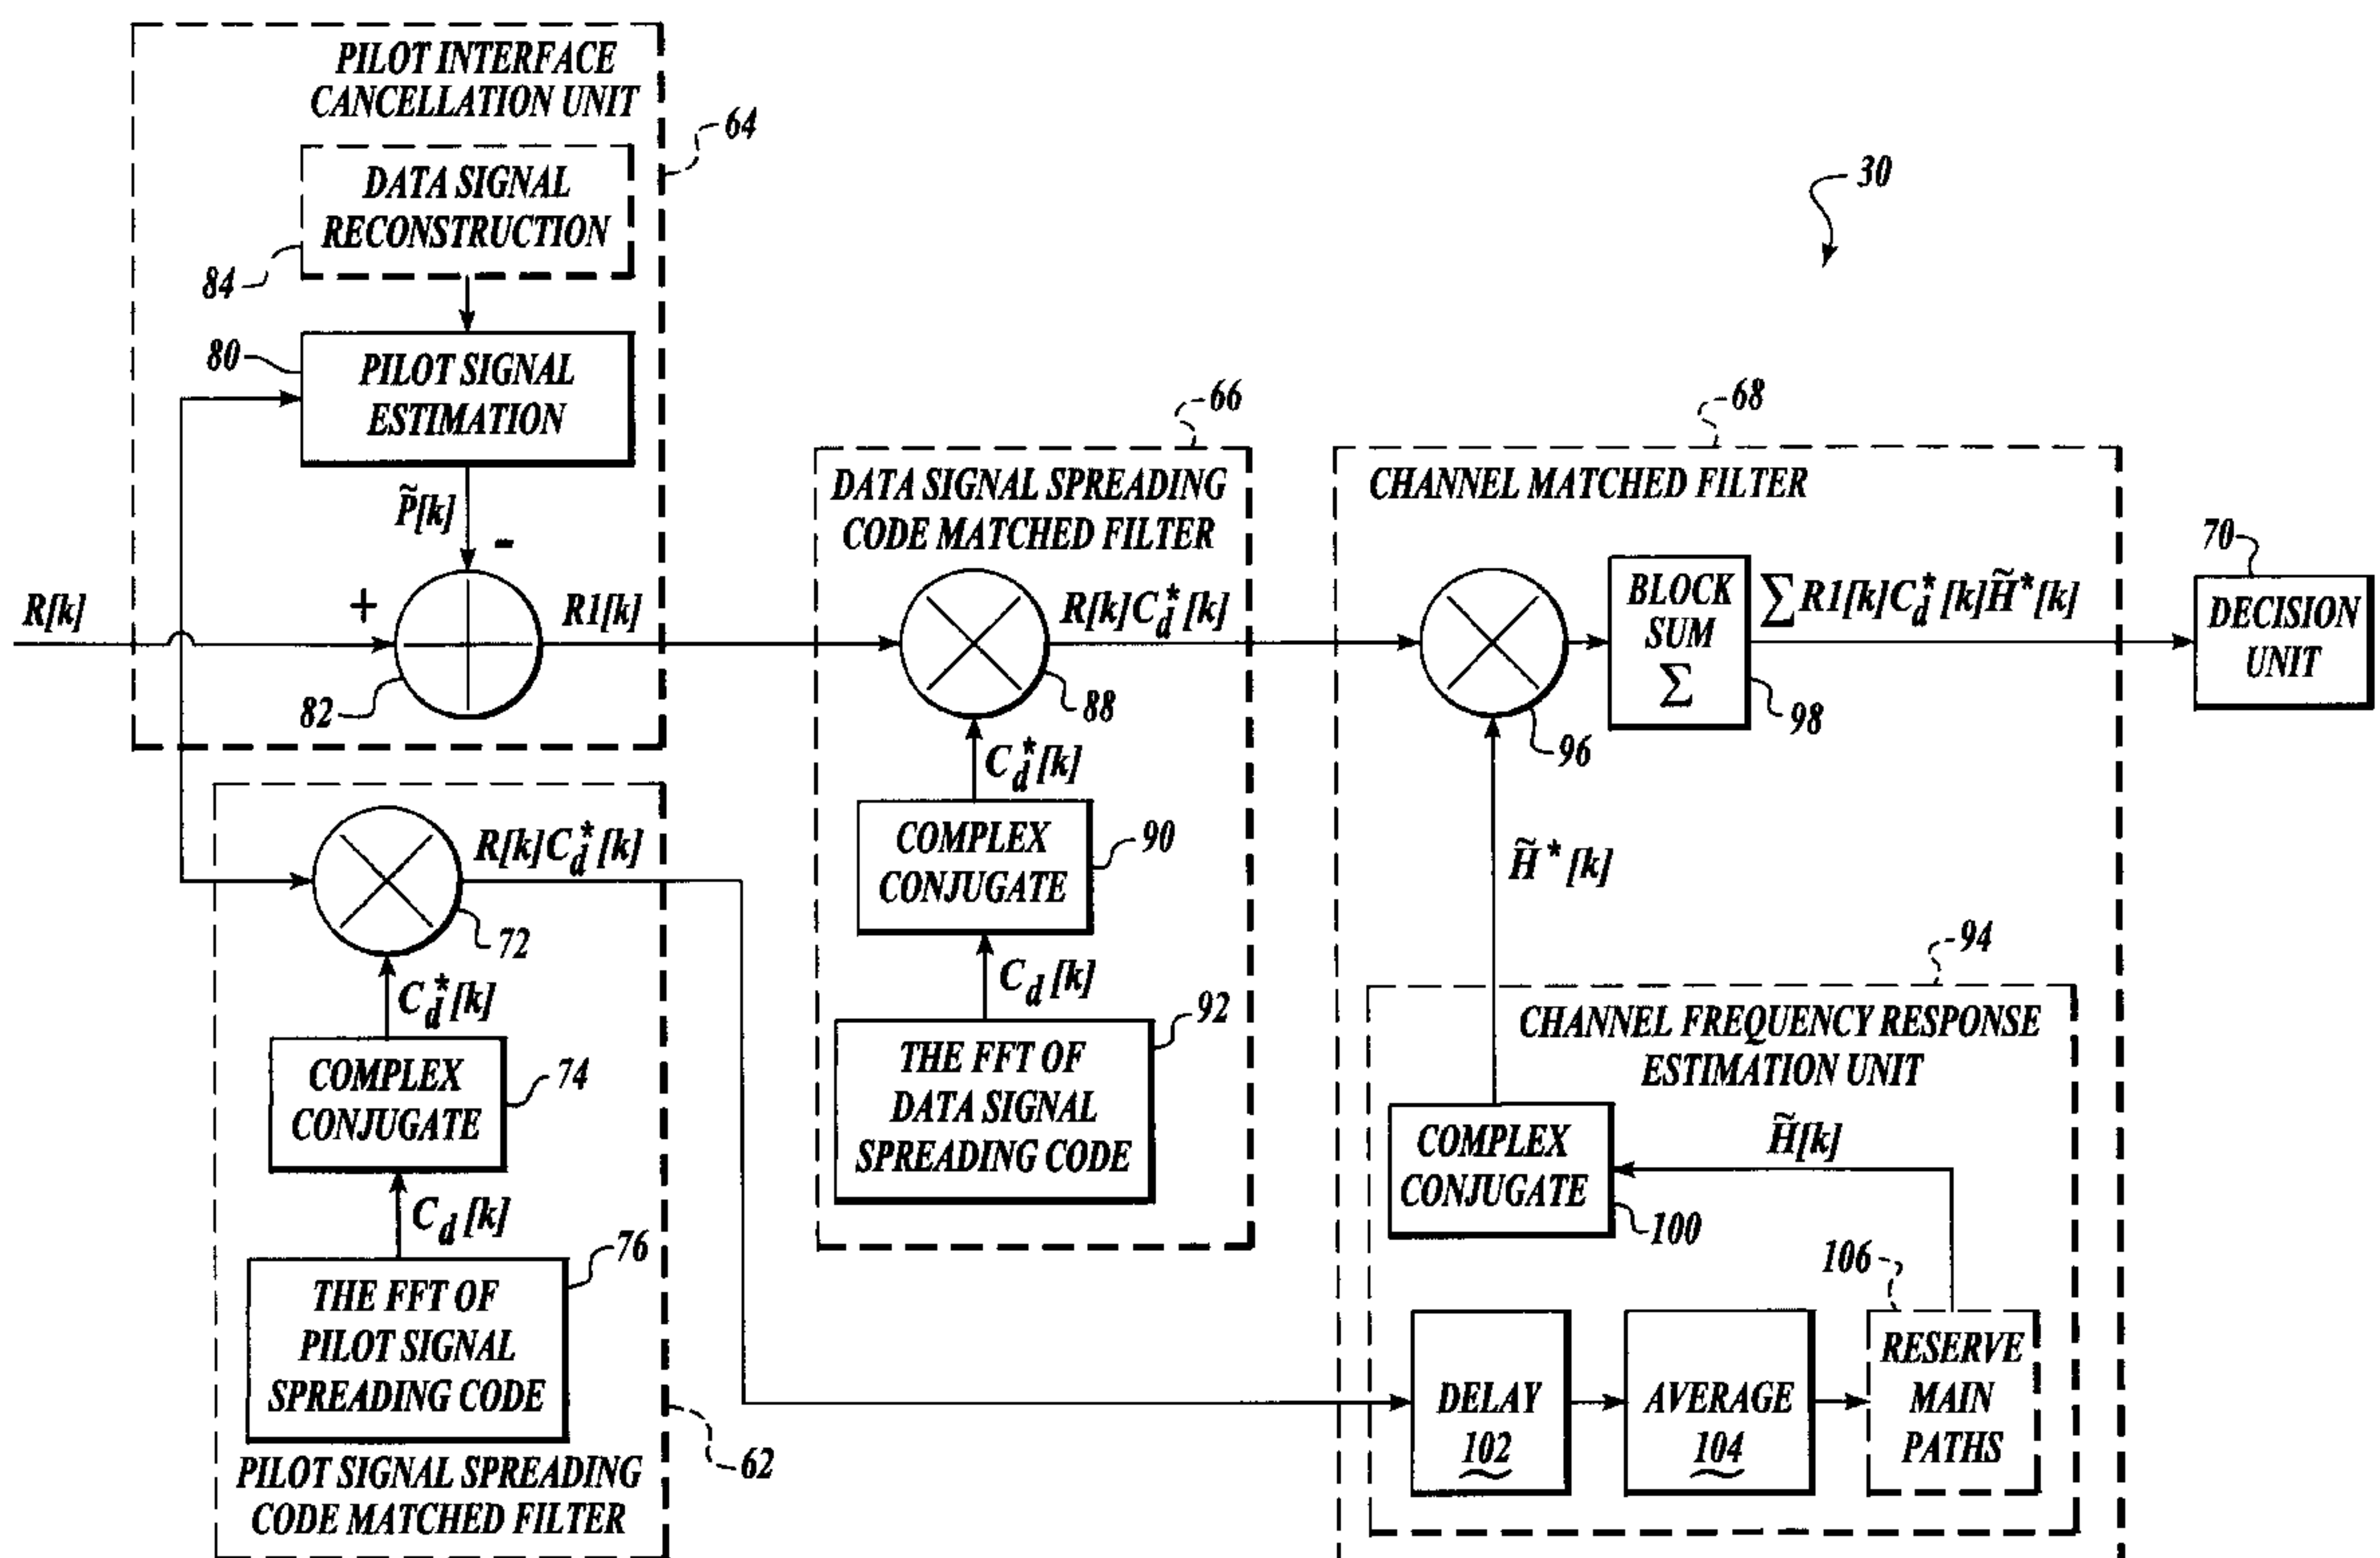 PILOT INTERFACE
CANCELLATION UNIT
64
DATA SIGNAL
RECONSTRUCTION
84
80
PILOT SIGNAL
ESTIMATION
P̃[k]
-
+
R[k]
R1[k]
82
30
66
DATA SIGNAL SPREADING
CODE MATCHED FILTER
R[k]C*d[k]
88
C*d[k]
COMPLEX
CONJUGATE
90
Cd[k]
92
THE FFT OF
DATA SIGNAL
SPREADING CODE
68
CHANNEL MATCHED FILTER
BLOCK
SUM
Σ
∑R1[k]C*d[k]H̃*[k]
98
96
70
DECISION
UNIT
H̃*[k]
94
CHANNEL FREQUENCY RESPONSE
ESTIMATION UNIT
COMPLEX
CONJUGATE
100
H̃[k]
106
DELAY
102
AVERAGE
104
RESERVE
MAIN
PATHS
R[k]C*d[k]
72
C*d[k]
COMPLEX
CONJUGATE
74
Cd[k]
76
THE FFT OF
PILOT SIGNAL
SPREADING CODE
PILOT SIGNAL SPREADING
CODE MATCHED FILTER
62